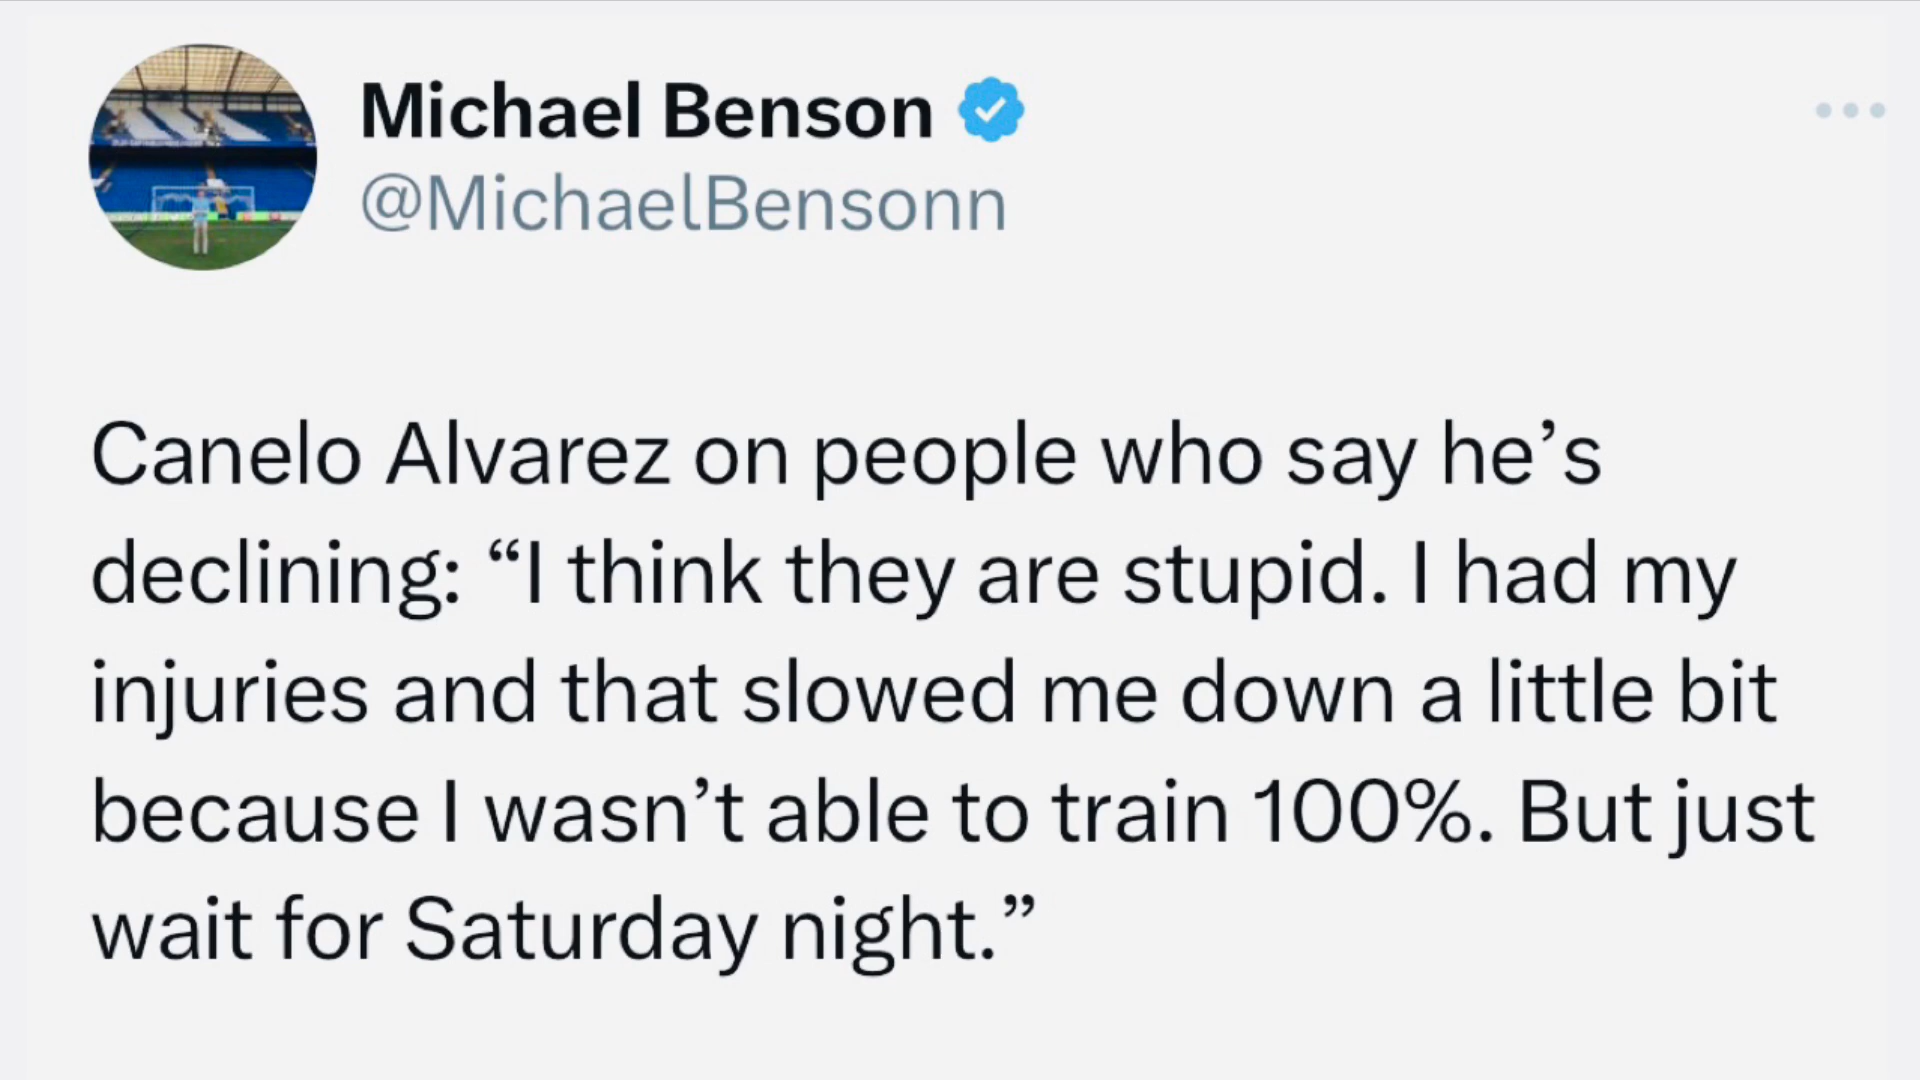 Michael Benson
@MichaelBensonn
Canelo Alvarez on people who say he’s
declining: “I think they are stupid. I had my
injuries and that slowed me down a little bit
because I wasn’t able to train 100%. But just
wait for Saturday night.”